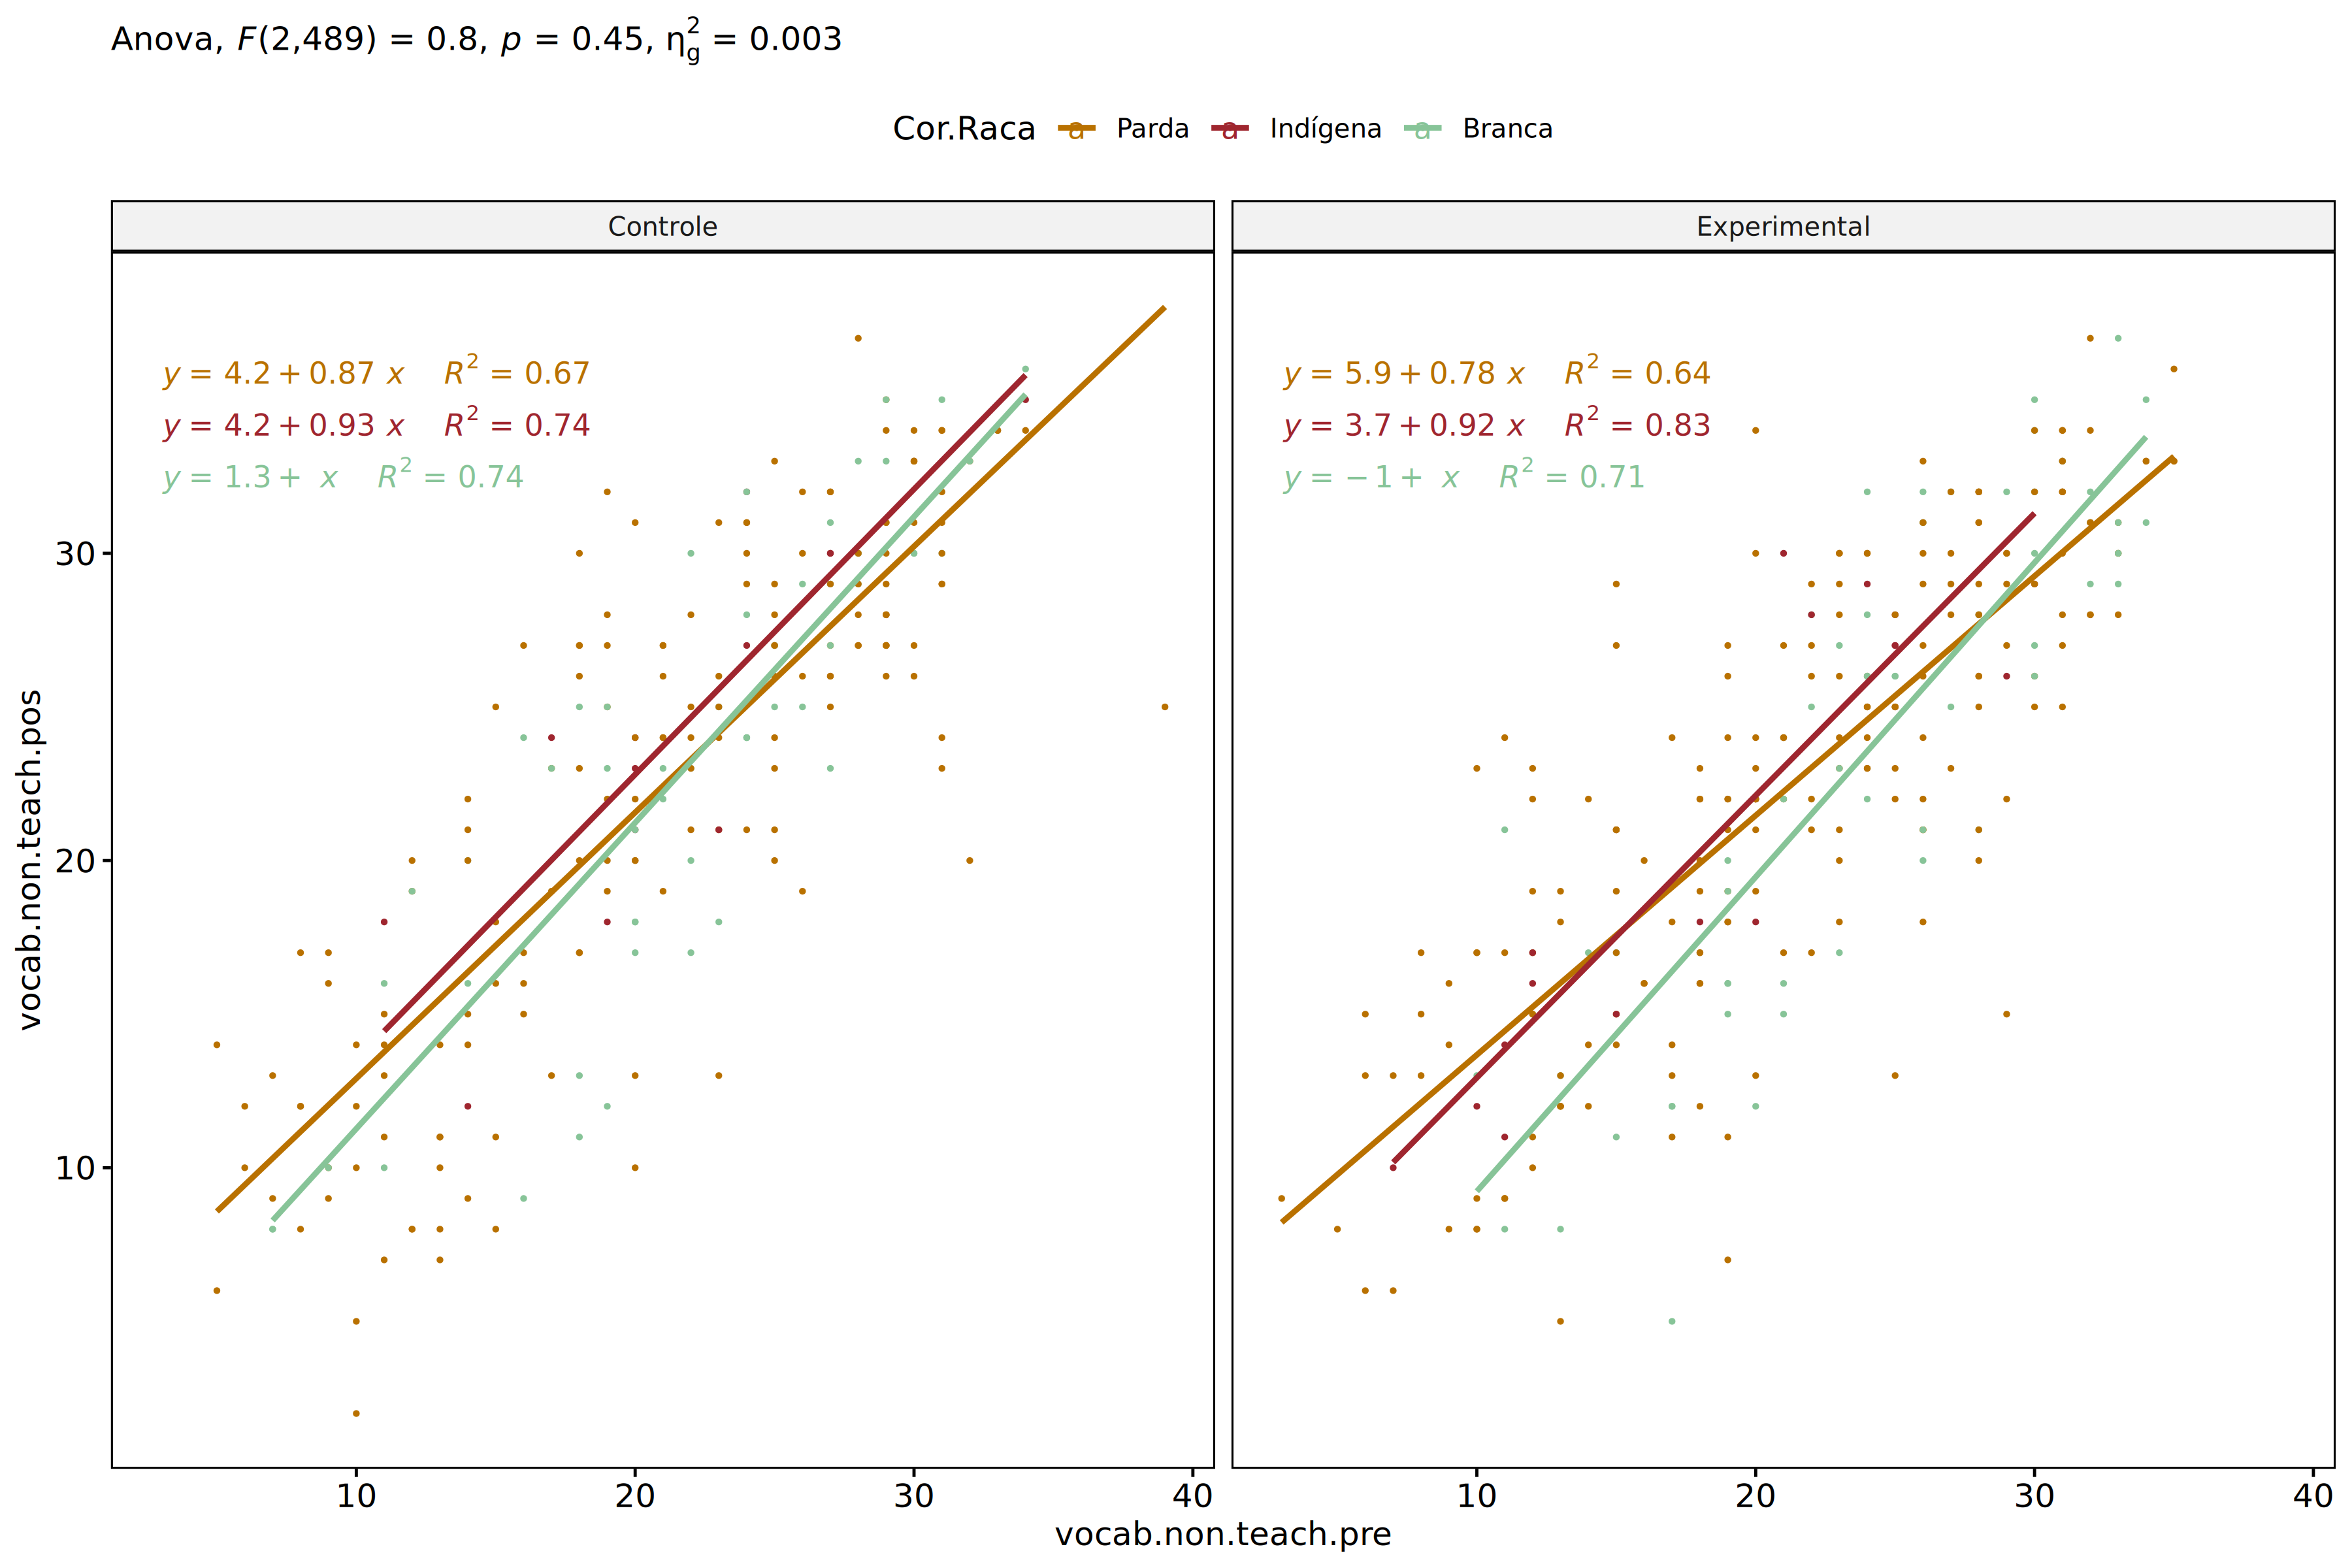 Anova, F(2,489) = 0.8, p = 0.45, η²g = 0.003
Cor.Raca a Parda a Indígena a Branca
Controle
Experimental
y = 4.2 + 0.87 x R² = 0.67
y = 4.2 + 0.93 x R² = 0.74
y = 1.3 + x R² = 0.74
y = 5.9 + 0.78 x R² = 0.64
y = 3.7 + 0.92 x R² = 0.83
y = − 1 + x R² = 0.71
vocab.non.teach.pos
30
20
10
10 20 30 40
10 20 30 40
vocab.non.teach.pre